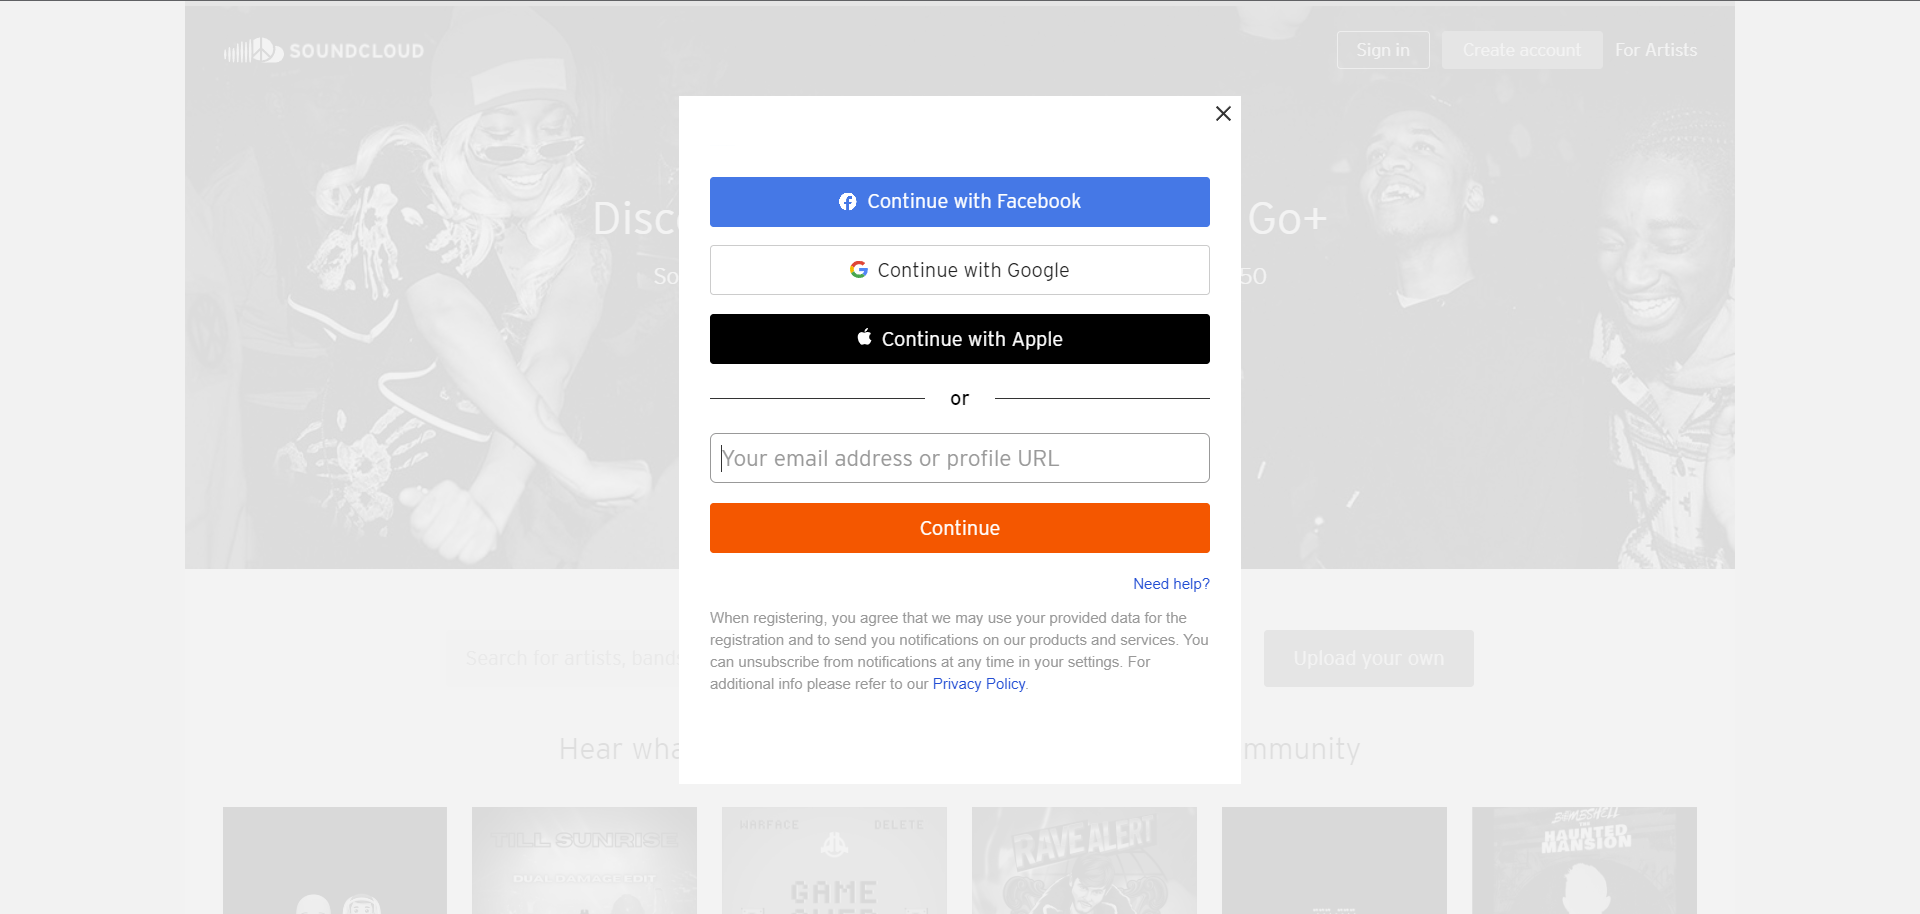 SOUNDCLOUD
Sign in
Create account
For Artists
Continue with Facebook
Disc
Go+
Continue with Google
So
50
Continue with Apple
or
Your email address or profile URL
Continue
Need help?
When registering, you agree that we may use your provided data for the
registration and to send you notifications on our products and services. You
can unsubscribe from notifications at any time in your settings. For
additional info please refer to our Privacy Policy.
Search for artists, bands
Upload your own
Hear wha
mmunity
TILL SUNRISE
DUAL DAMAGE EDIT
WARFACE
DELETE
GAME
OVER
RAVE ALERT
BOMBSHELL
THE
HAUNTED
MANSION